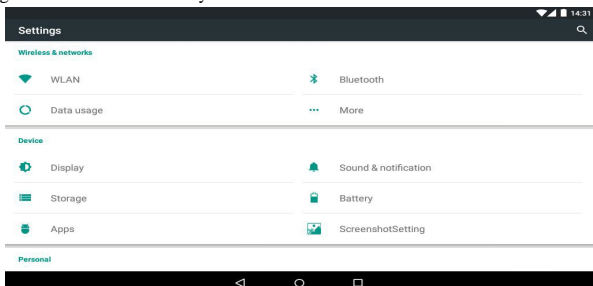 14:31
Settings
Wireless & networks
WLAN
Bluetooth
Data usage
More
Device
Display
Sound & notification
Storage
Battery
Apps
ScreenshotSetting
Personal